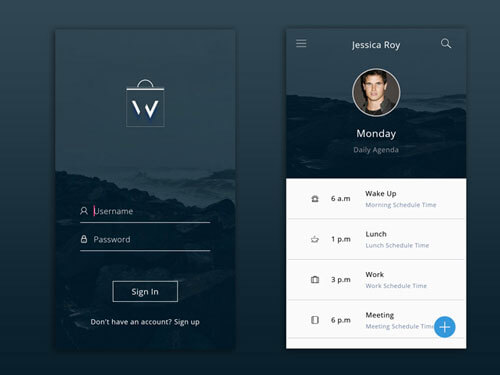 W
Username
Password
Sign In
Don't have an account? Sign up
Jessica Roy
Monday
Daily Agenda
6 a.m
Wake Up
Morning Schedule Time
1 p.m
Lunch
Lunch Schedule Time
3 p.m
Work
Work Schedule Time
6 p.m
Meeting
Meeting Schedule Time